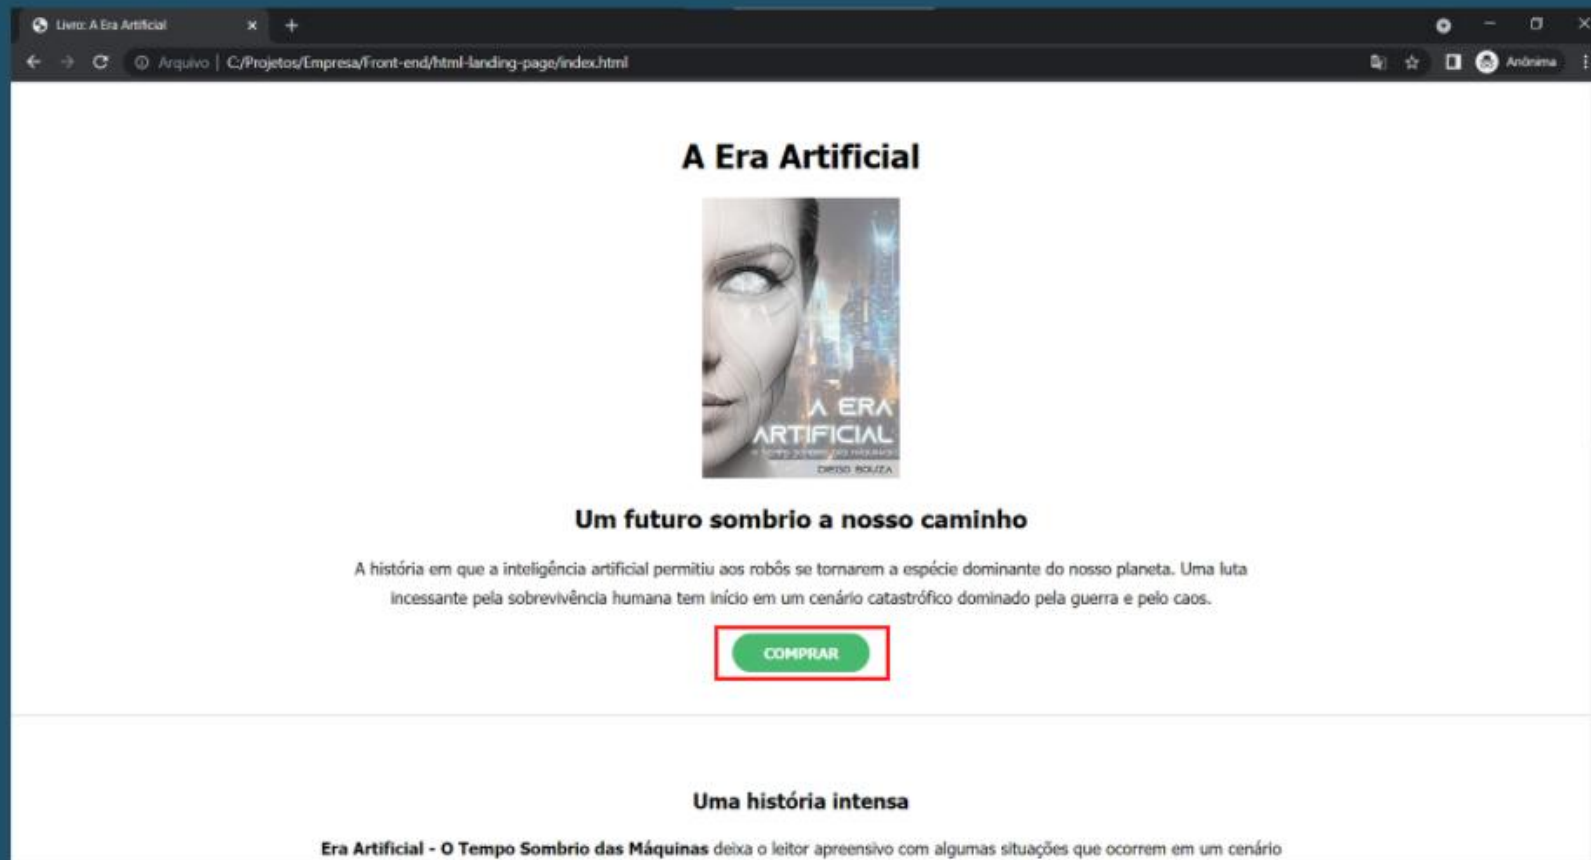 Livro: A Era Artificial
Arquivo | C:/Projetos/Empresa/Front-end/html-landing-page/index.html
Anônima
A Era Artificial
A ERA
ARTIFICIAL
O TEMPO SOMBRIO DAS MÁQUINAS
DIEGO SOUZA
Um futuro sombrio a nosso caminho
A história em que a inteligência artificial permitiu aos robôs se tornarem a espécie dominante do nosso planeta. Uma luta
incessante pela sobrevivência humana tem início em um cenário catastrófico dominado pela guerra e pelo caos.
COMPRAR
Uma história intensa
Era Artificial - O Tempo Sombrio das Máquinas deixa o leitor apreensivo com algumas situações que ocorrem em um cenário